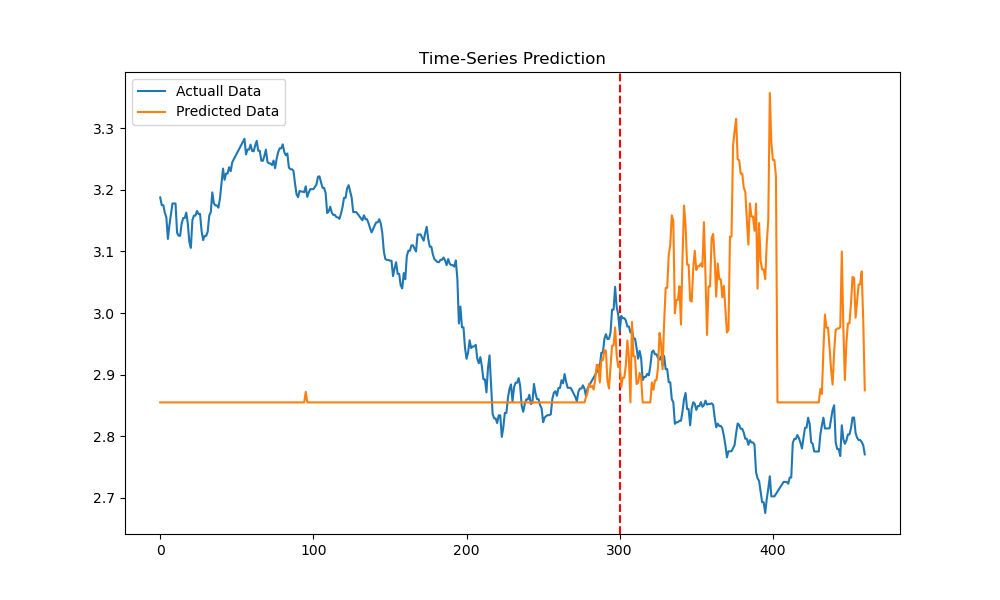 Time-Series Prediction
Actuall Data
Predicted Data
3.3
3.2
3.1
3.0
2.9
2.8
2.7
0 100 200 300 400